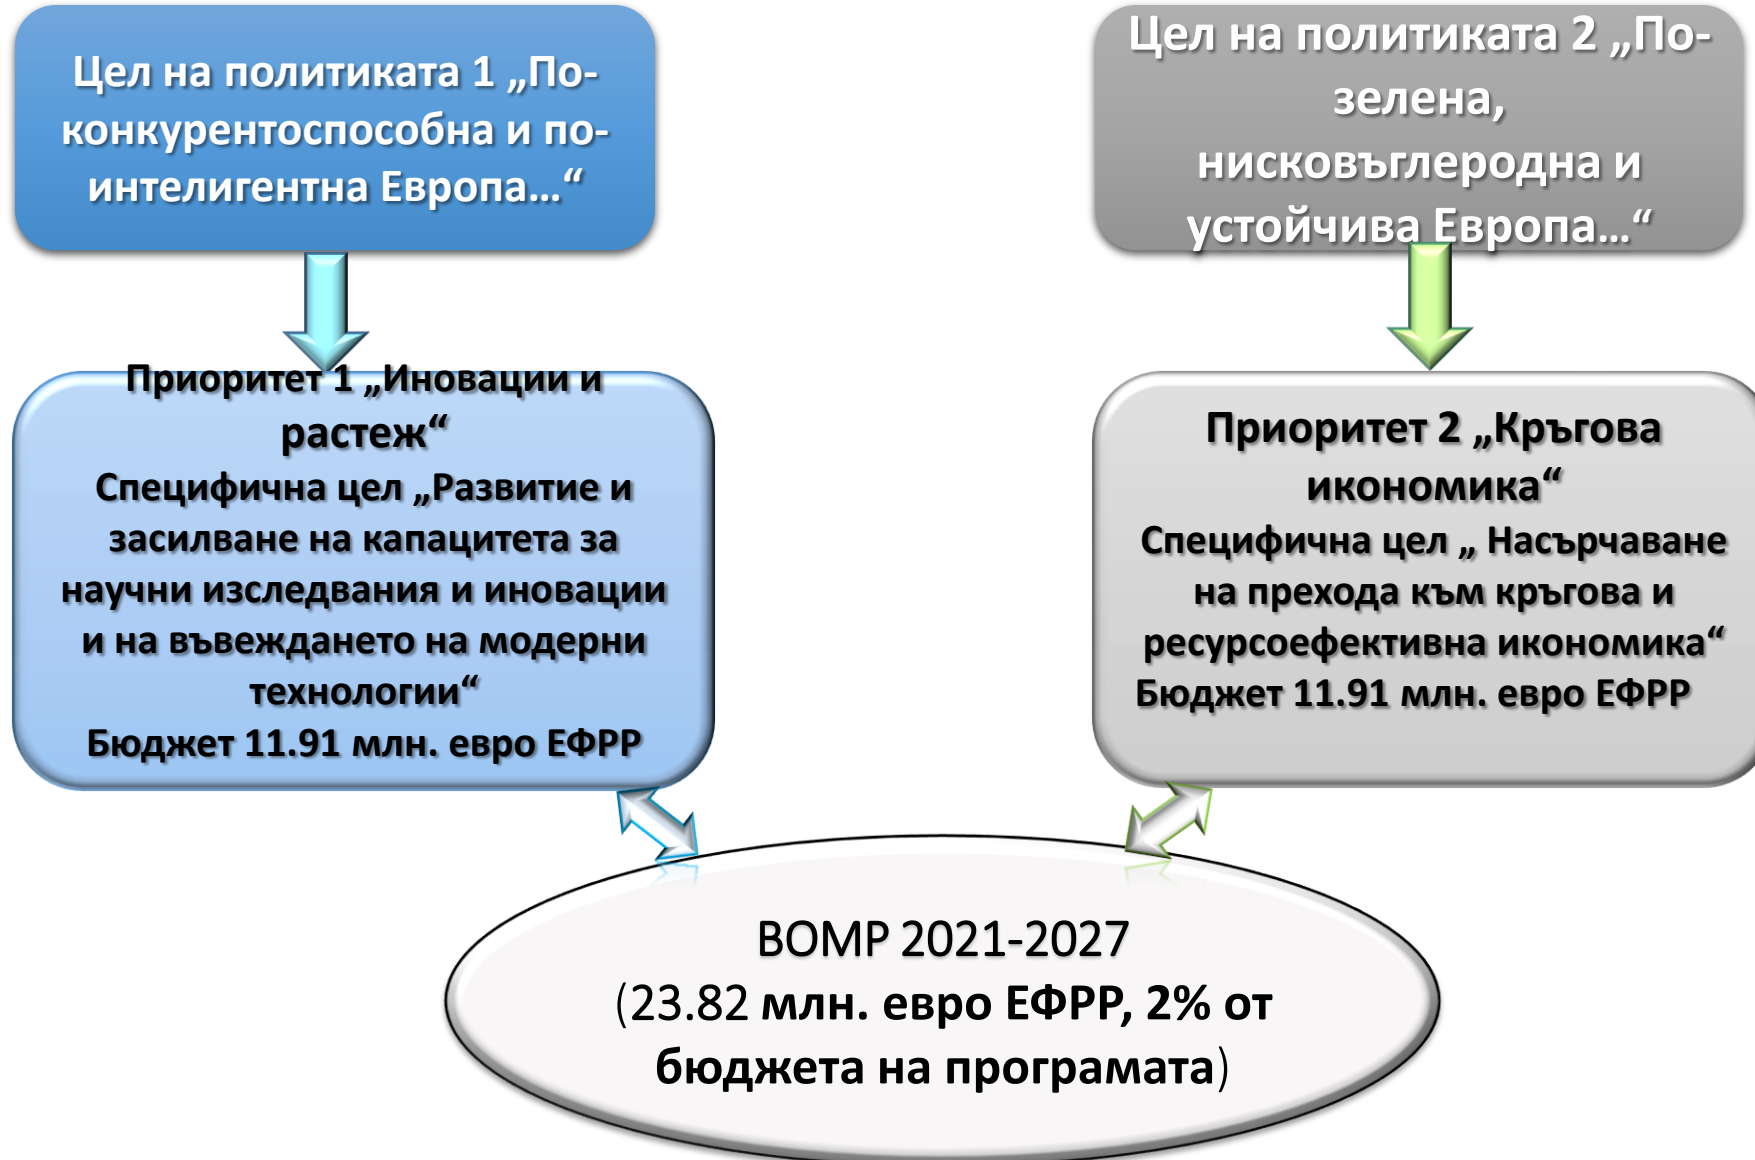 Цел на политиката 1 „По-
конкурентоспособна и по-
интелигентна Европа...“
Цел на политиката 2 „По-
зелена,
нисковъглеродна и
устойчива Европа...“
Приоритет 1 „Иновации и
растеж“
Специфична цел „Развитие и
засилване на капацитета за
научни изследвания и иновации
и на въвеждането на модерни
технологии“
Бюджет 11.91 млн. евро ЕФРР
Приоритет 2 „Кръгова
икономика“
Специфична цел „ Насърчаване
на прехода към кръгова и
ресурсоефективна икономика“
Бюджет 11.91 млн. евро ЕФРР
ВОМР 2021-2027
(23.82 млн. евро ЕФРР, 2% от
бюджета на програмата)